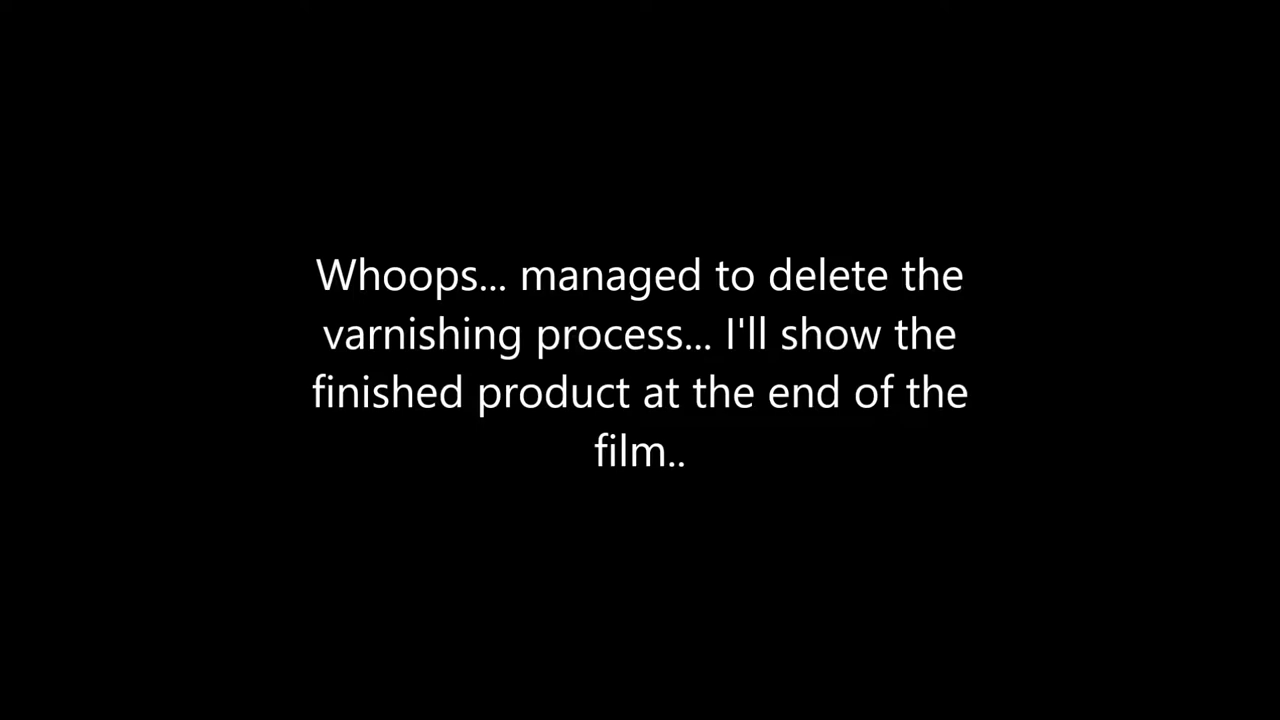 Whoops... managed to delete the
varnishing process... I'll show the
finished product at the end of the
film..